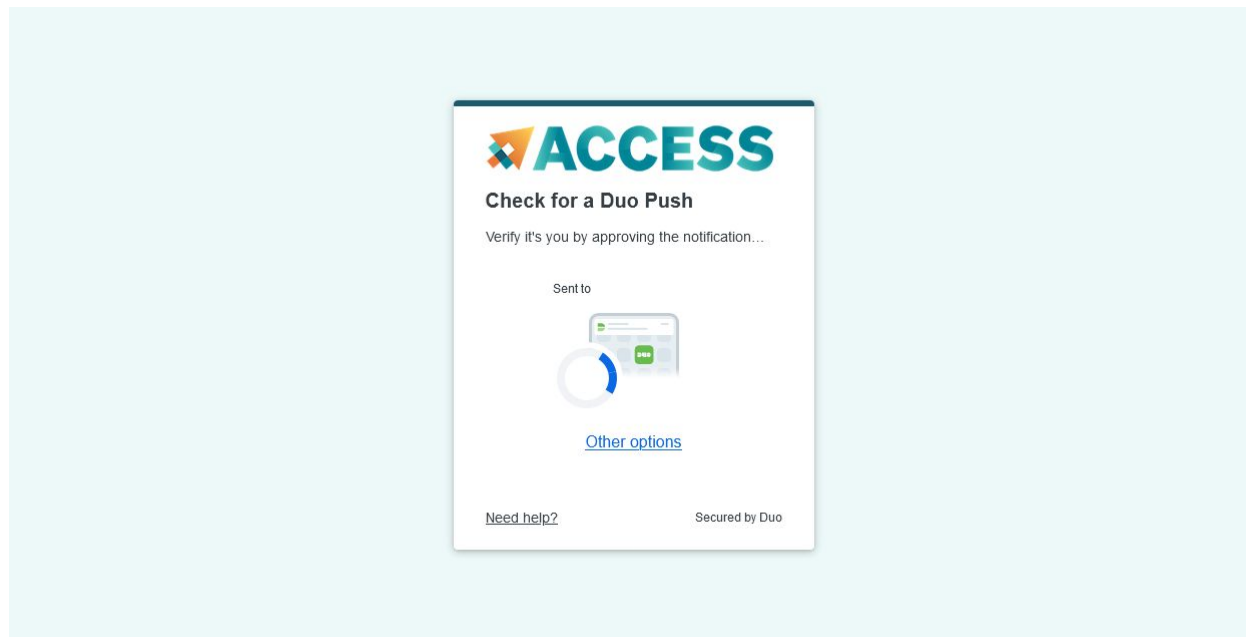 ACCESS
Check for a Duo Push
Verify it's you by approving the notification...
Sent to
DUO
Other options
Need help?
Secured by Duo